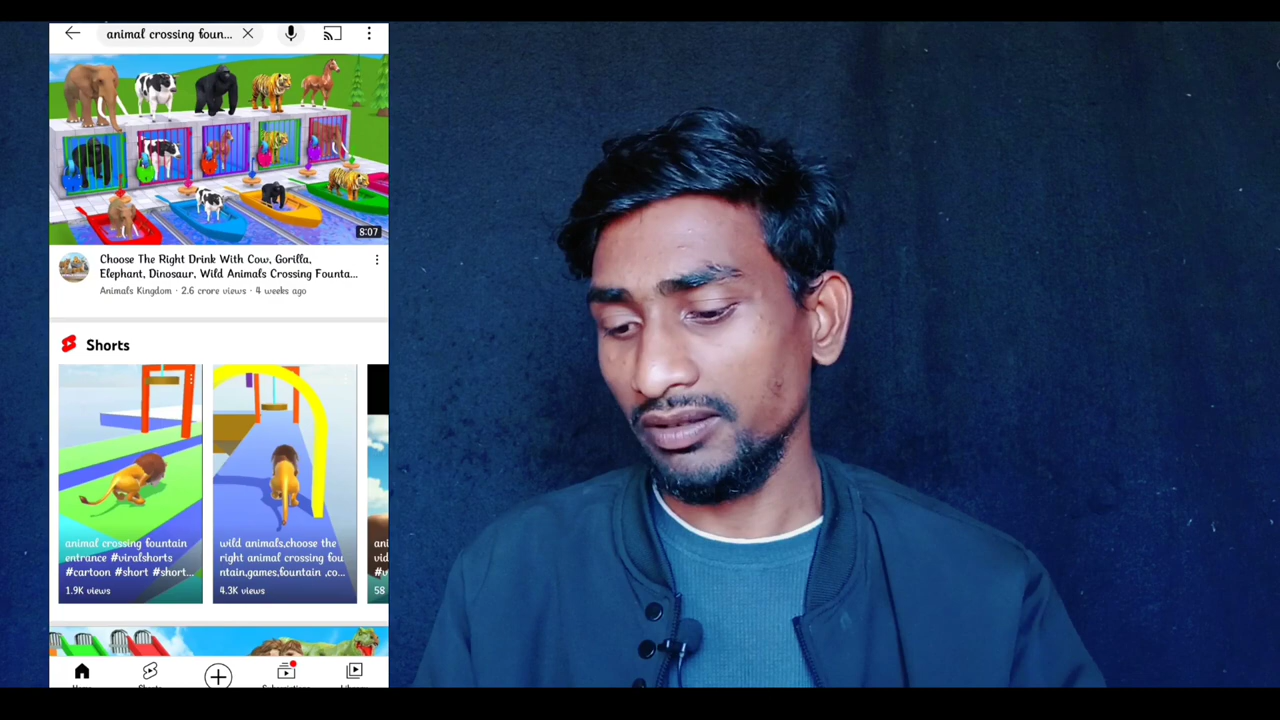 animal crossing foun...
8:07
Choose The Right Drink With Cow, Gorilla,
Elephant, Dinosaur, Wild Animals Crossing Founta...
Animals Kingdom · 2.6 crore views · 4 weeks ago
Shorts
animal crossing fountain
entrance #viralshorts
#cartoon #short #short...
1.9K views
wild animals,choose the
right animal crossing fou
ntain,games,fountain ,co...
4.3K views
58